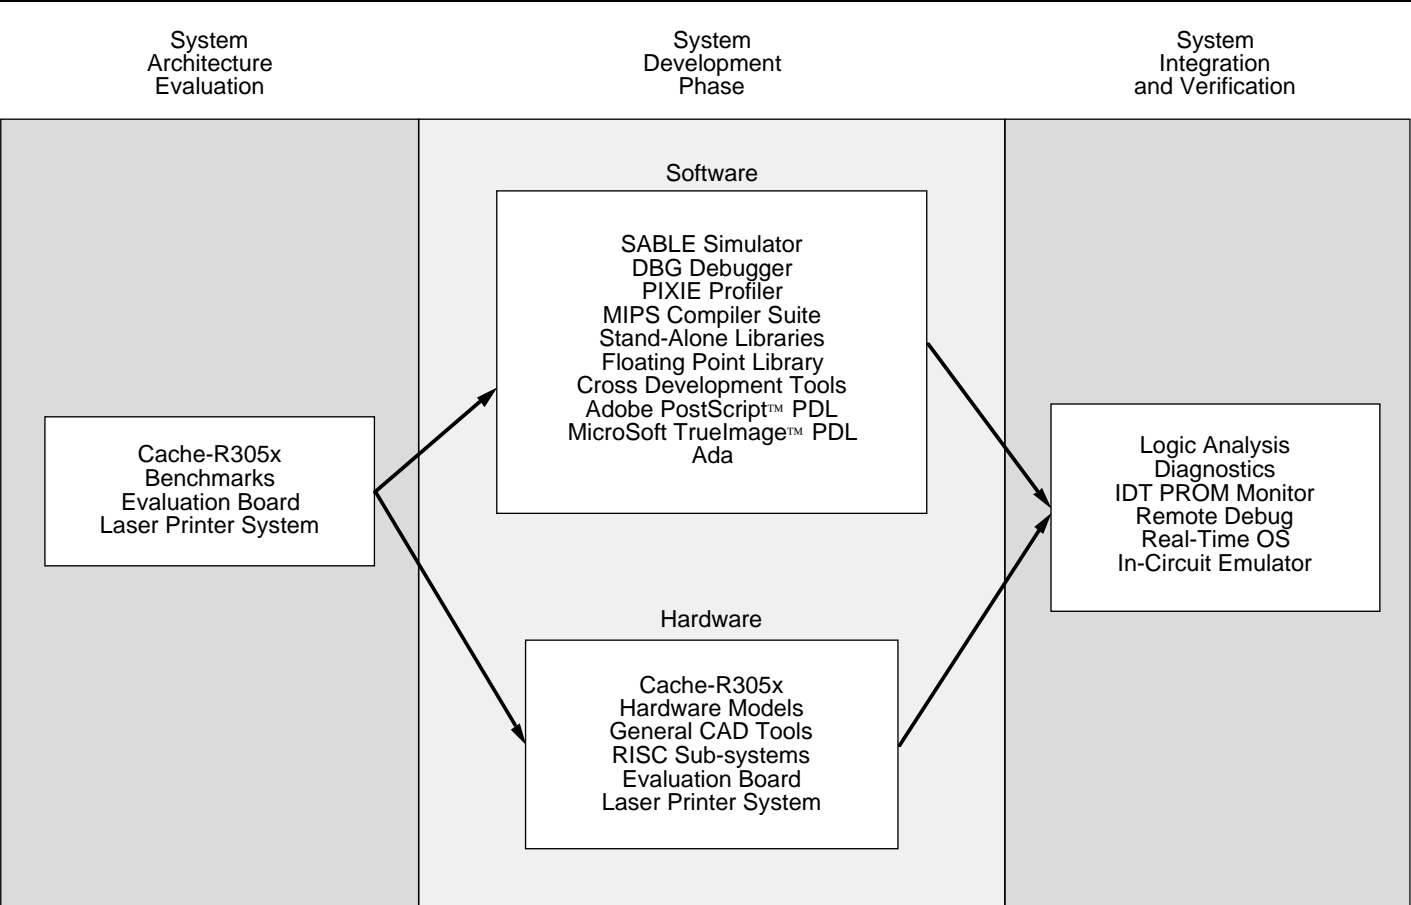 System
Architecture
Evaluation
System
Development
Phase
System
Integration
and Verification
Software
SABLE Simulator
DBG Debugger
PIXIE Profiler
MIPS Compiler Suite
Stand-Alone Libraries
Floating Point Library
Cross Development Tools
Adobe PostScript™ PDL
MicroSoft TrueImage™ PDL
Ada
Cache-R305x
Benchmarks
Evaluation Board
Laser Printer System
Logic Analysis
Diagnostics
IDT PROM Monitor
Remote Debug
Real-Time OS
In-Circuit Emulator
Hardware
Cache-R305x
Hardware Models
General CAD Tools
RISC Sub-systems
Evaluation Board
Laser Printer System